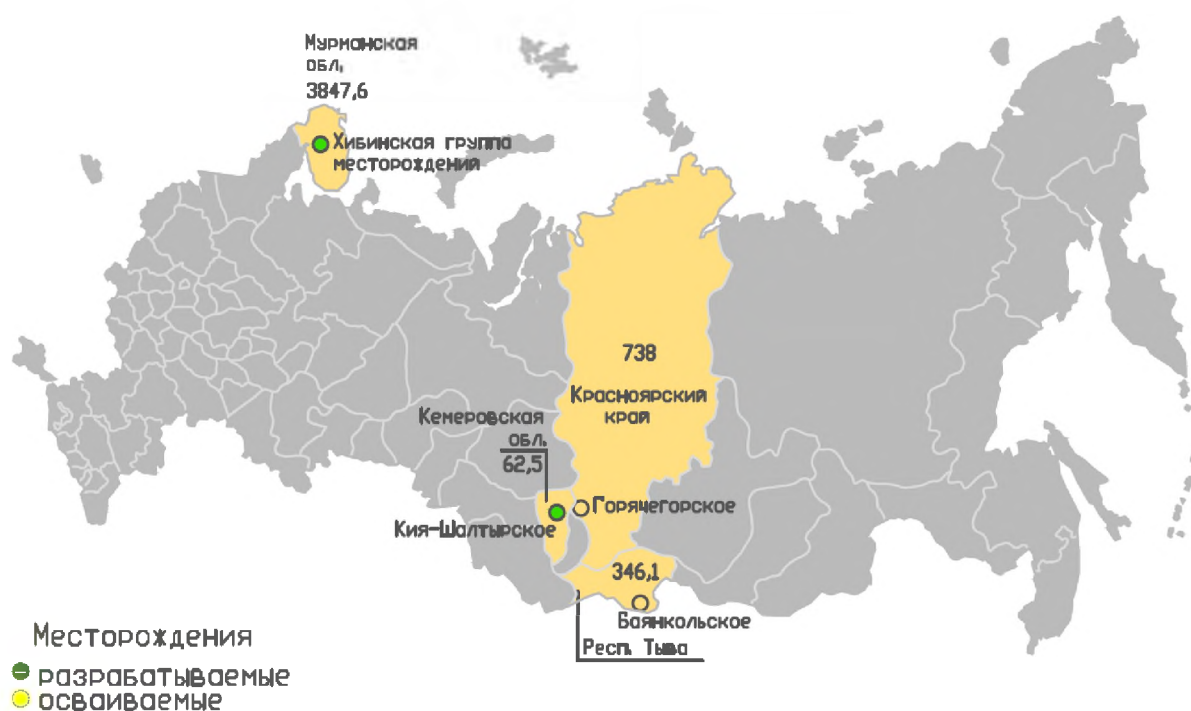 Мурманская
обл.
3847,6
Хибинская группа
месторождений
738
Красноярский
край
Кемеровская
обл.
62,5
Горячегорское
Кия-Шалтырское
346,1
Баянкольское
Респ. Тыва
Месторождения
разрабатываемые
осваиваемые